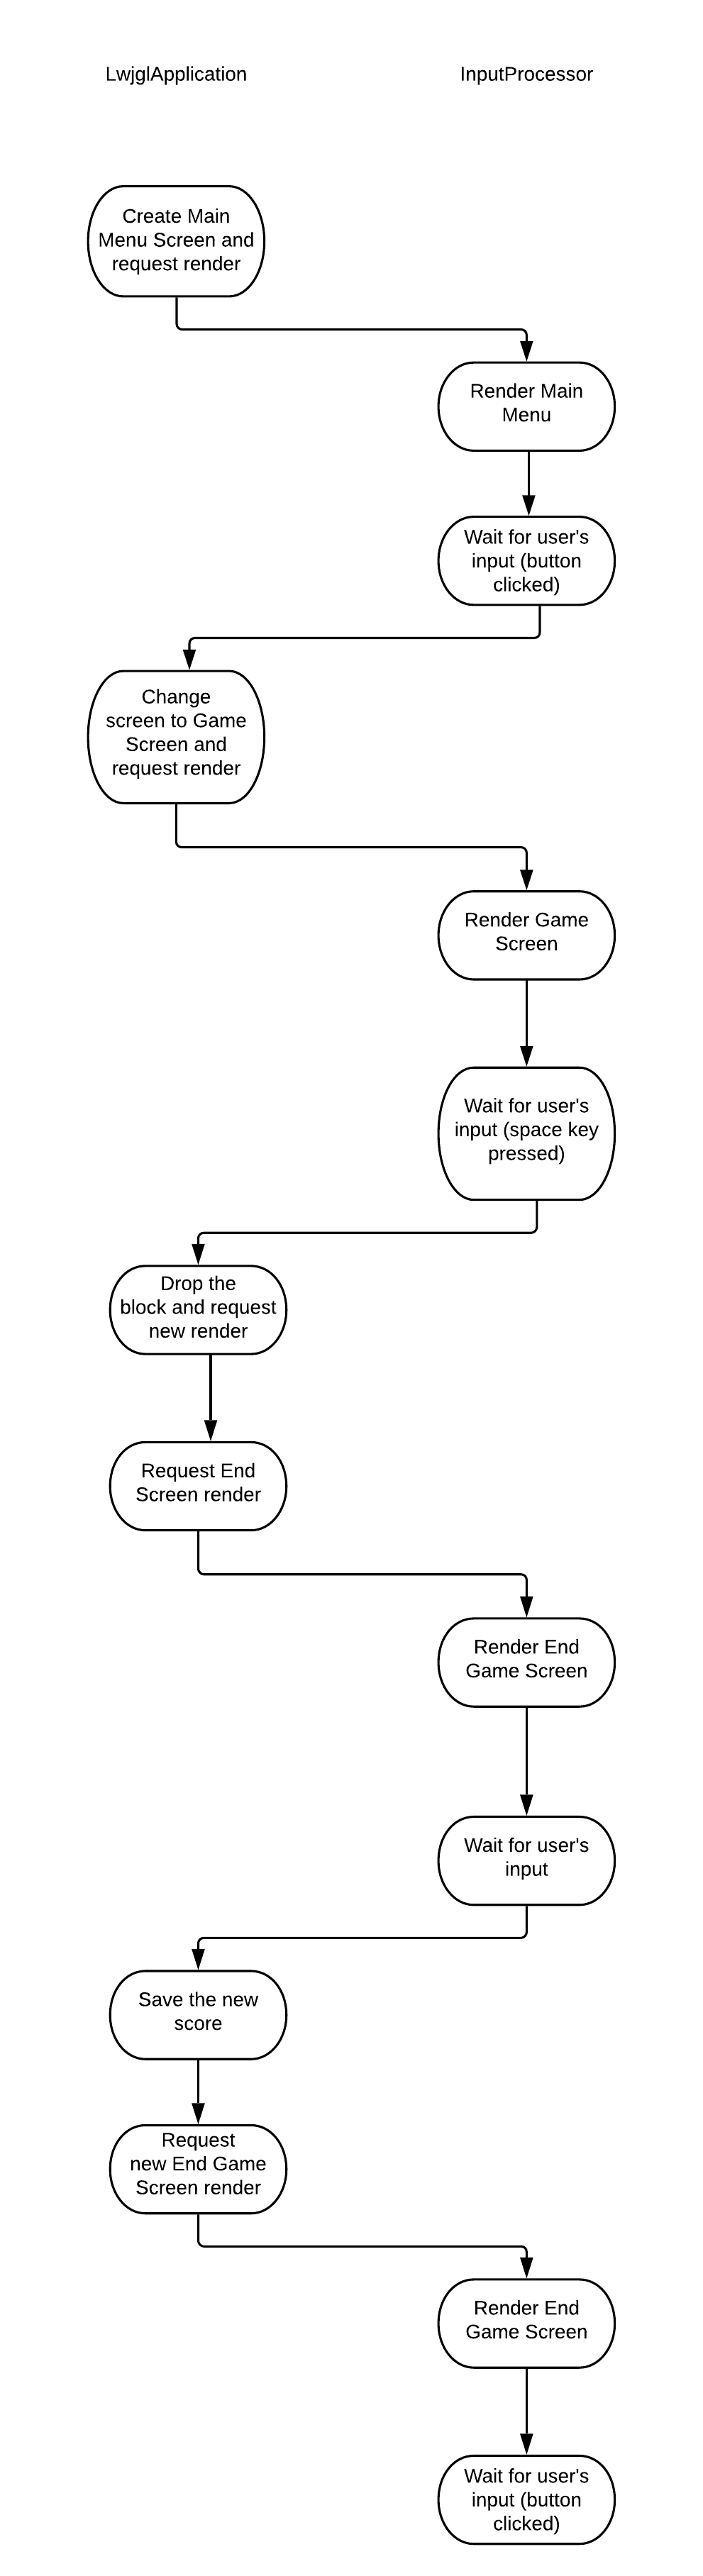 LwjglApplication
InputProcessor
Create Main
Menu Screen and
request render
Render Main
Menu
Wait for user's
input (button
clicked)
Change
screen to Game
Screen and
request render
Render Game
Screen
Wait for user's
input (space key
pressed)
Drop the
block and request
new render
Request End
Screen render
Render End
Game Screen
Wait for user's
input
Save the new
score
Request
new End Game
Screen render
Render End
Game Screen
Wait for user's
input (button
clicked)